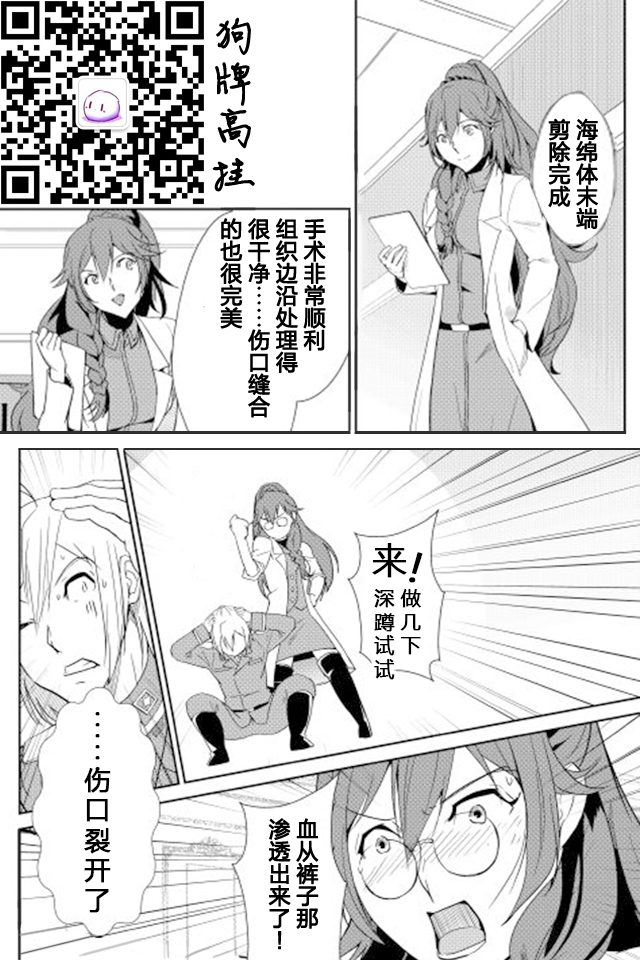 狗牌高挂
海绵体末端
剪除完成
手术非常顺利
组织边沿处理得
很干净……伤口缝合
的也很完美
来!
做几下
深蹲试试
……伤口裂开了
血从裤子那
渗透出来了!